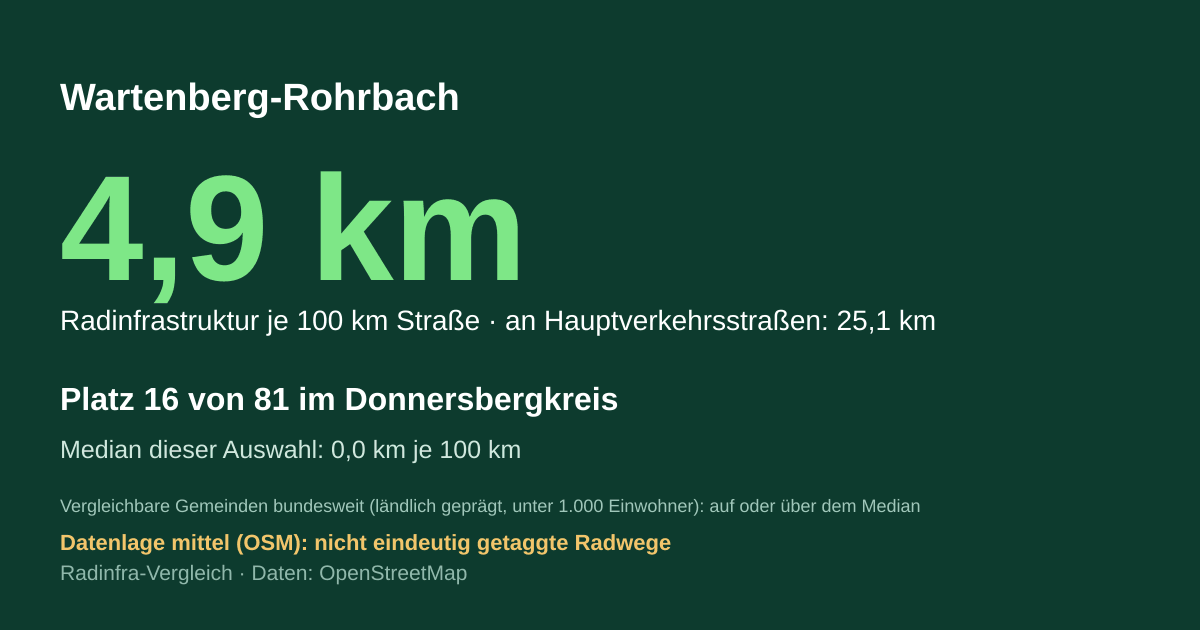 Wartenberg-Rohrbach
4,9 km
Radinfrastruktur je 100 km Straße · an Hauptverkehrsstraßen: 25,1 km
Platz 16 von 81 im Donnersbergkreis
Median dieser Auswahl: 0,0 km je 100 km
Vergleichbare Gemeinden bundesweit (ländlich geprägt, unter 1.000 Einwohner): auf oder über dem Median
Datenlage mittel (OSM): nicht eindeutig getaggte Radwege
Radinfra-Vergleich · Daten: OpenStreetMap